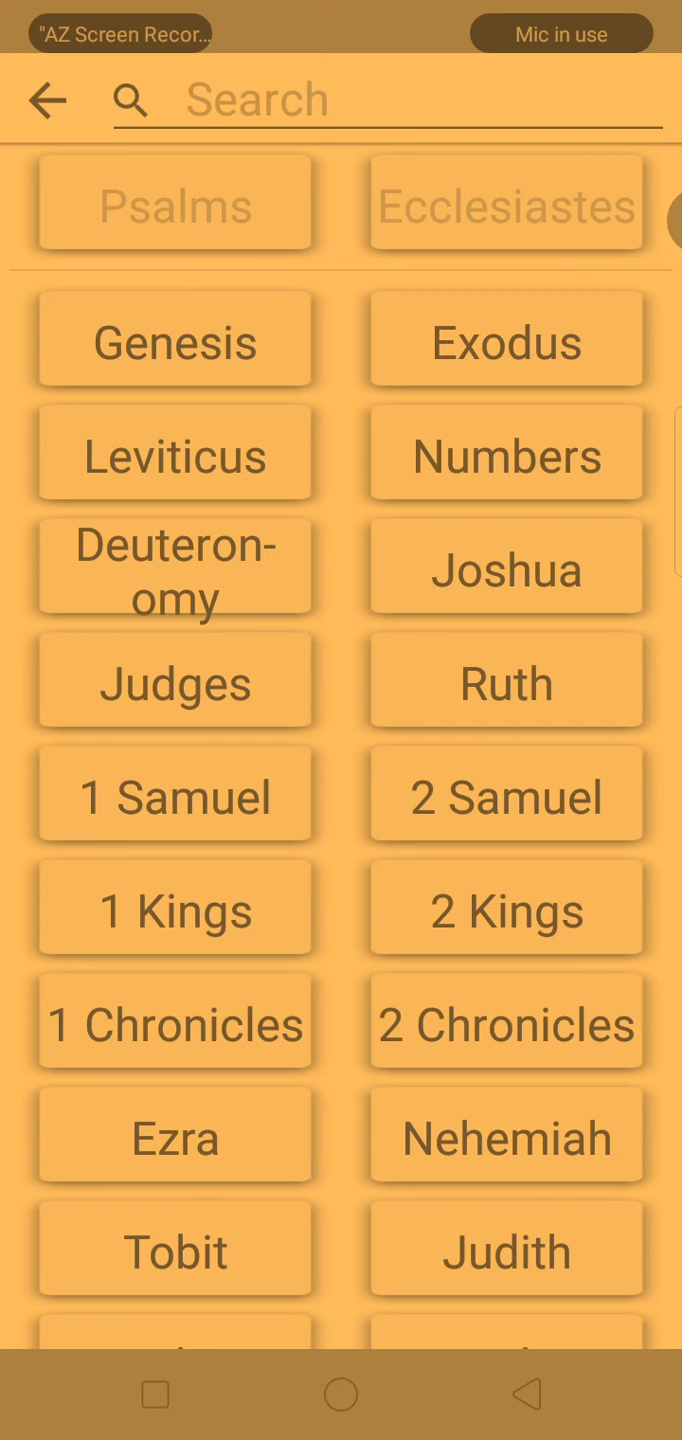 "AZ Screen Recor... Mic in use
Search
Psalms Ecclesiastes
Genesis Exodus
Leviticus Numbers
Deuteron-
omy Joshua
Judges Ruth
1 Samuel 2 Samuel
1 Kings 2 Kings
1 Chronicles 2 Chronicles
Ezra Nehemiah
Tobit Judith